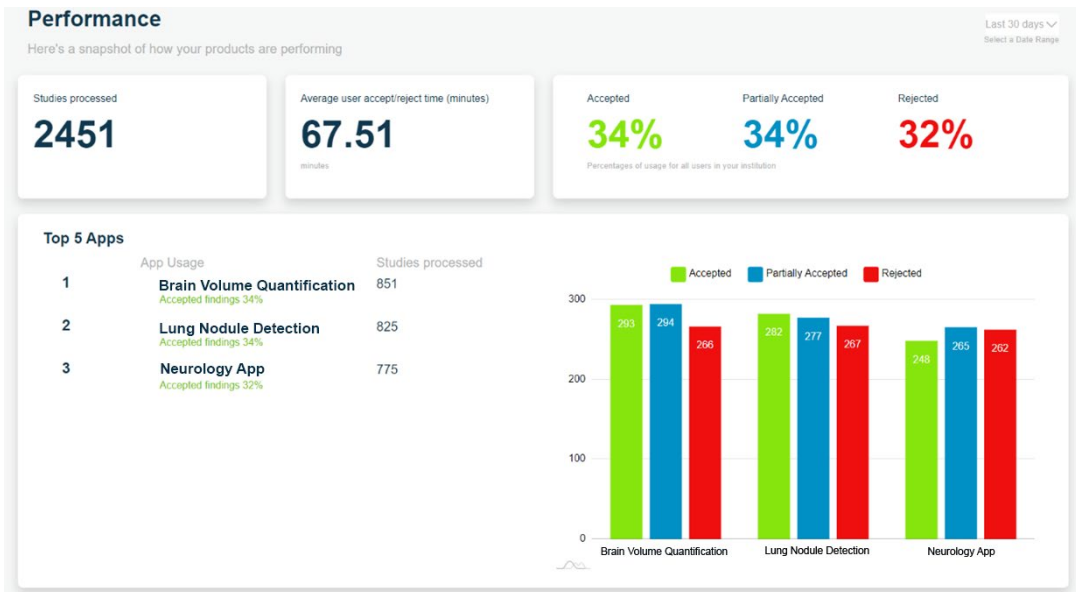 Performance
Last 30 days
Select a Date Range
Here's a snapshot of how your products are performing
Studies processed
2451
Average user accept/reject time (minutes)
67.51
minutes
Accepted
Partially Accepted
Rejected
34%
34%
32%
Percentages of usage for all users in your institution
Top 5 Apps
App Usage
Studies processed
1
Brain Volume Quantification
851
Accepted findings 34%
2
Lung Nodule Detection
825
Accepted findings 34%
3
Neurology App
775
Accepted findings 32%
Accepted
Partially Accepted
Rejected
300
200
100
0
293
294
266
282
277
267
248
265
262
Brain Volume Quantification
Lung Nodule Detection
Neurology App